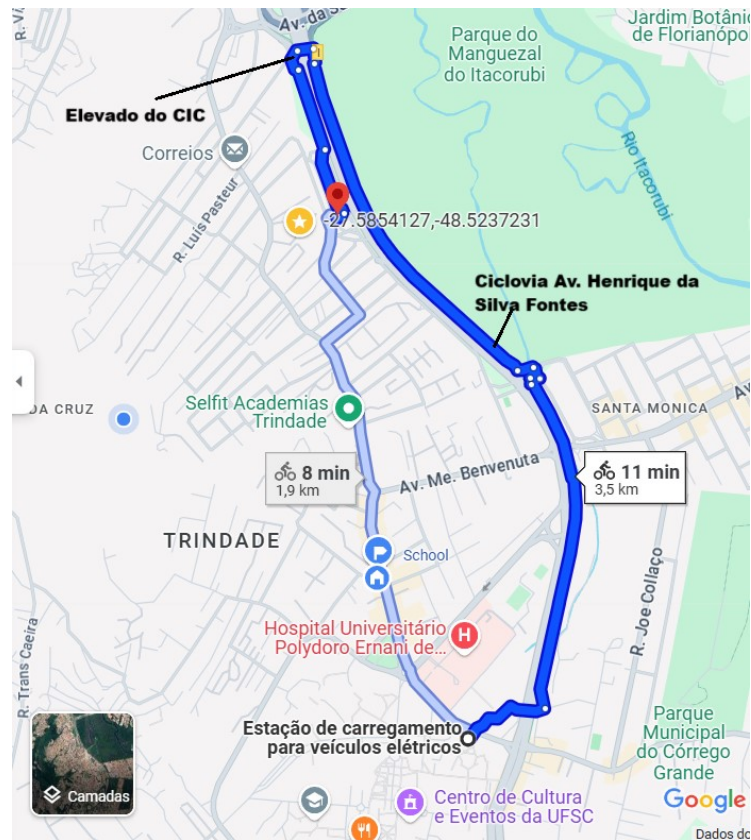 Av. da
R. Vi
Parque do
Manguezal
do Itacorubi
Jardim Botâni
de Florianópol
Elevado do CIC
Correios
Rio Itacorubi
R. Luís Pasteur
-27.5854127,-48.5237231
Ciclovia Av. Henrique da
Silva Fontes
DA CRUZ
Selfit Academias
Trindade
SANTA MONICA
Av
8 min
1,9 km
Av. Me. Benvenuta
11 min
3,5 km
TRINDADE
School
R. Joe Collaço
Hospital Universitário
Polydoro Ernani de...
H
R. Trans Caeira
Estação de carregamento
para veículos elétricos
Parque
Municipal
do Córrego
Grande
Camadas
Centro de Cultura
e Eventos da UFSC
Google
Dados do